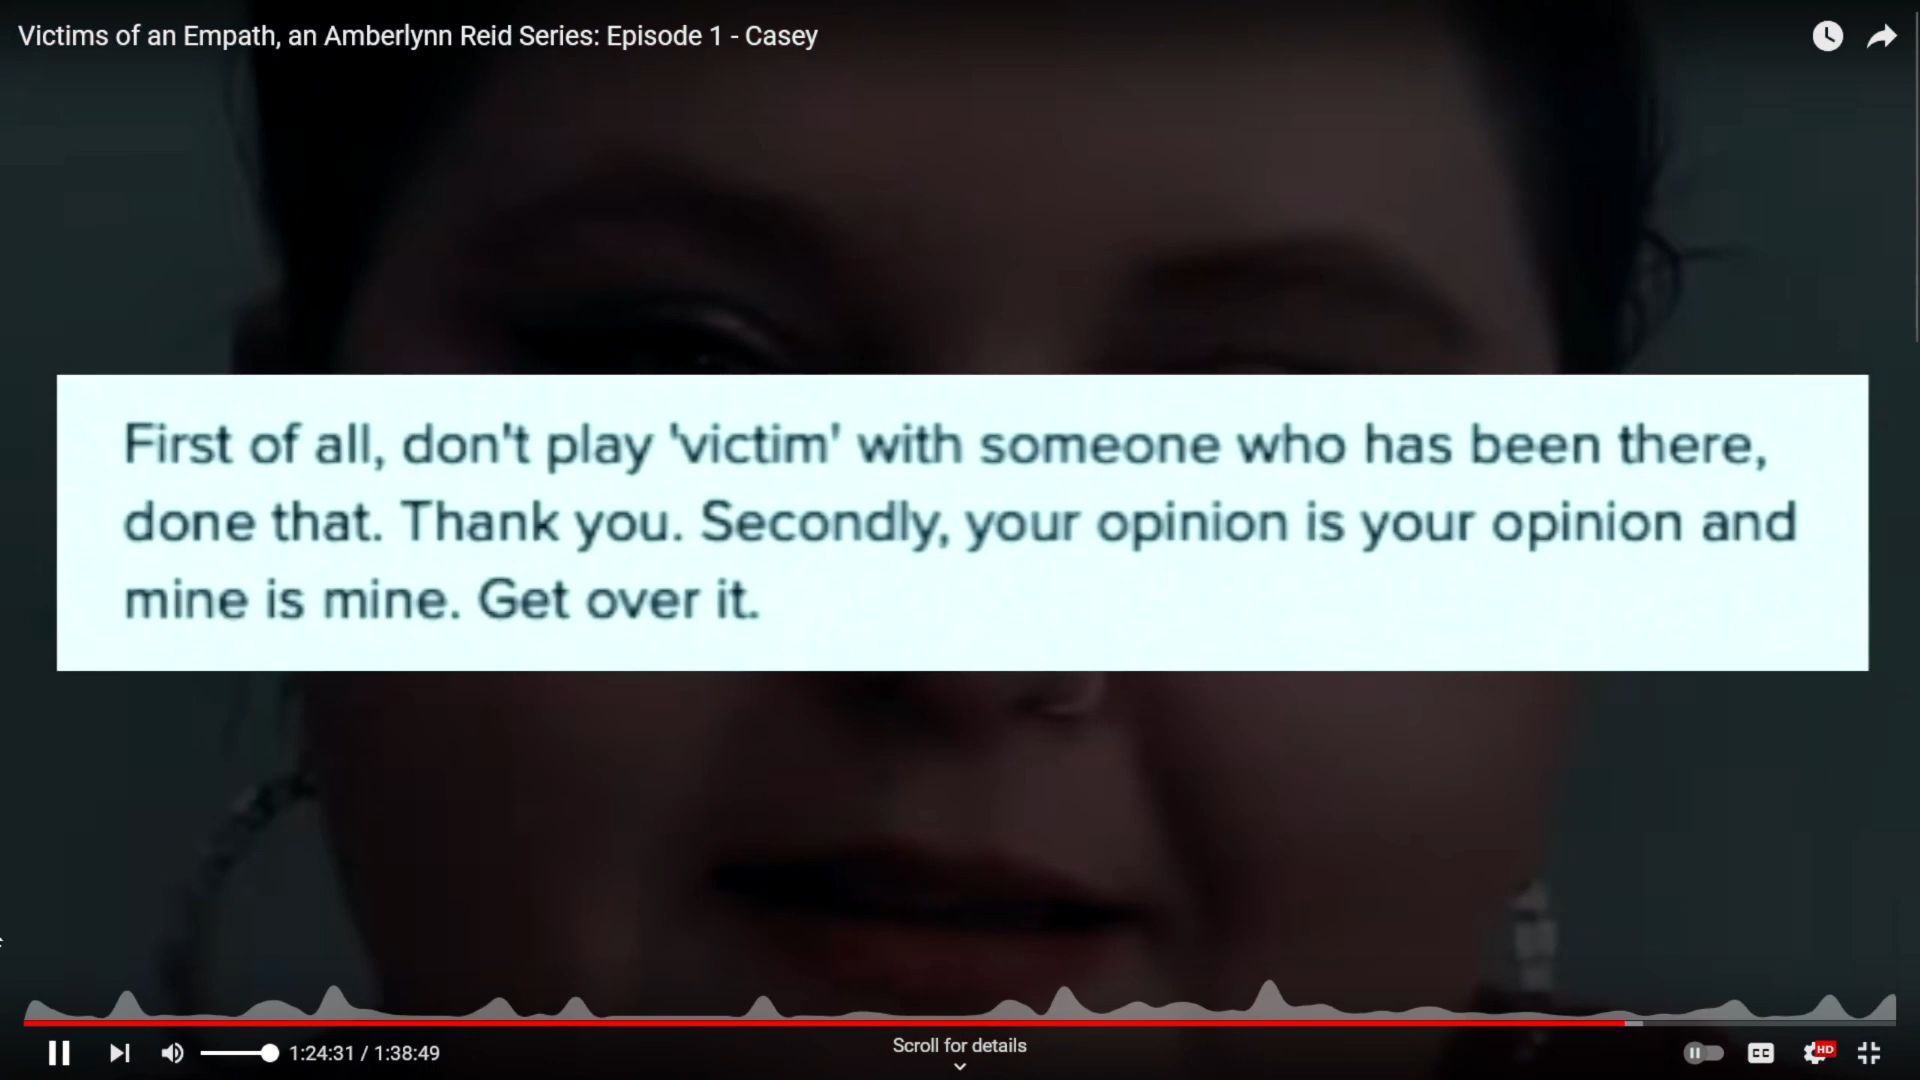 Victims of an Empath, an Amberlynn Reid Series: Episode 1 - Casey
First of all, don't play 'victim' with someone who has been there,
done that. Thank you. Secondly, your opinion is your opinion and
mine is mine. Get over it.
Scroll for details
1:24:31 / 1:38:49
CC
HD